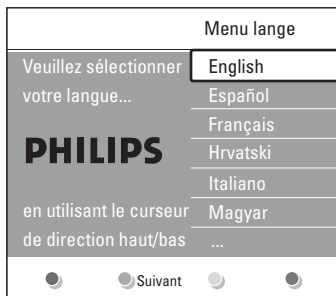 Menu lange
Veuillez sélectionner
votre langue...
PHILIPS
en utilisant le curseur
de direction haut/bas
English
Español
Français
Hrvatski
Italiano
Magyar
...
Suivant